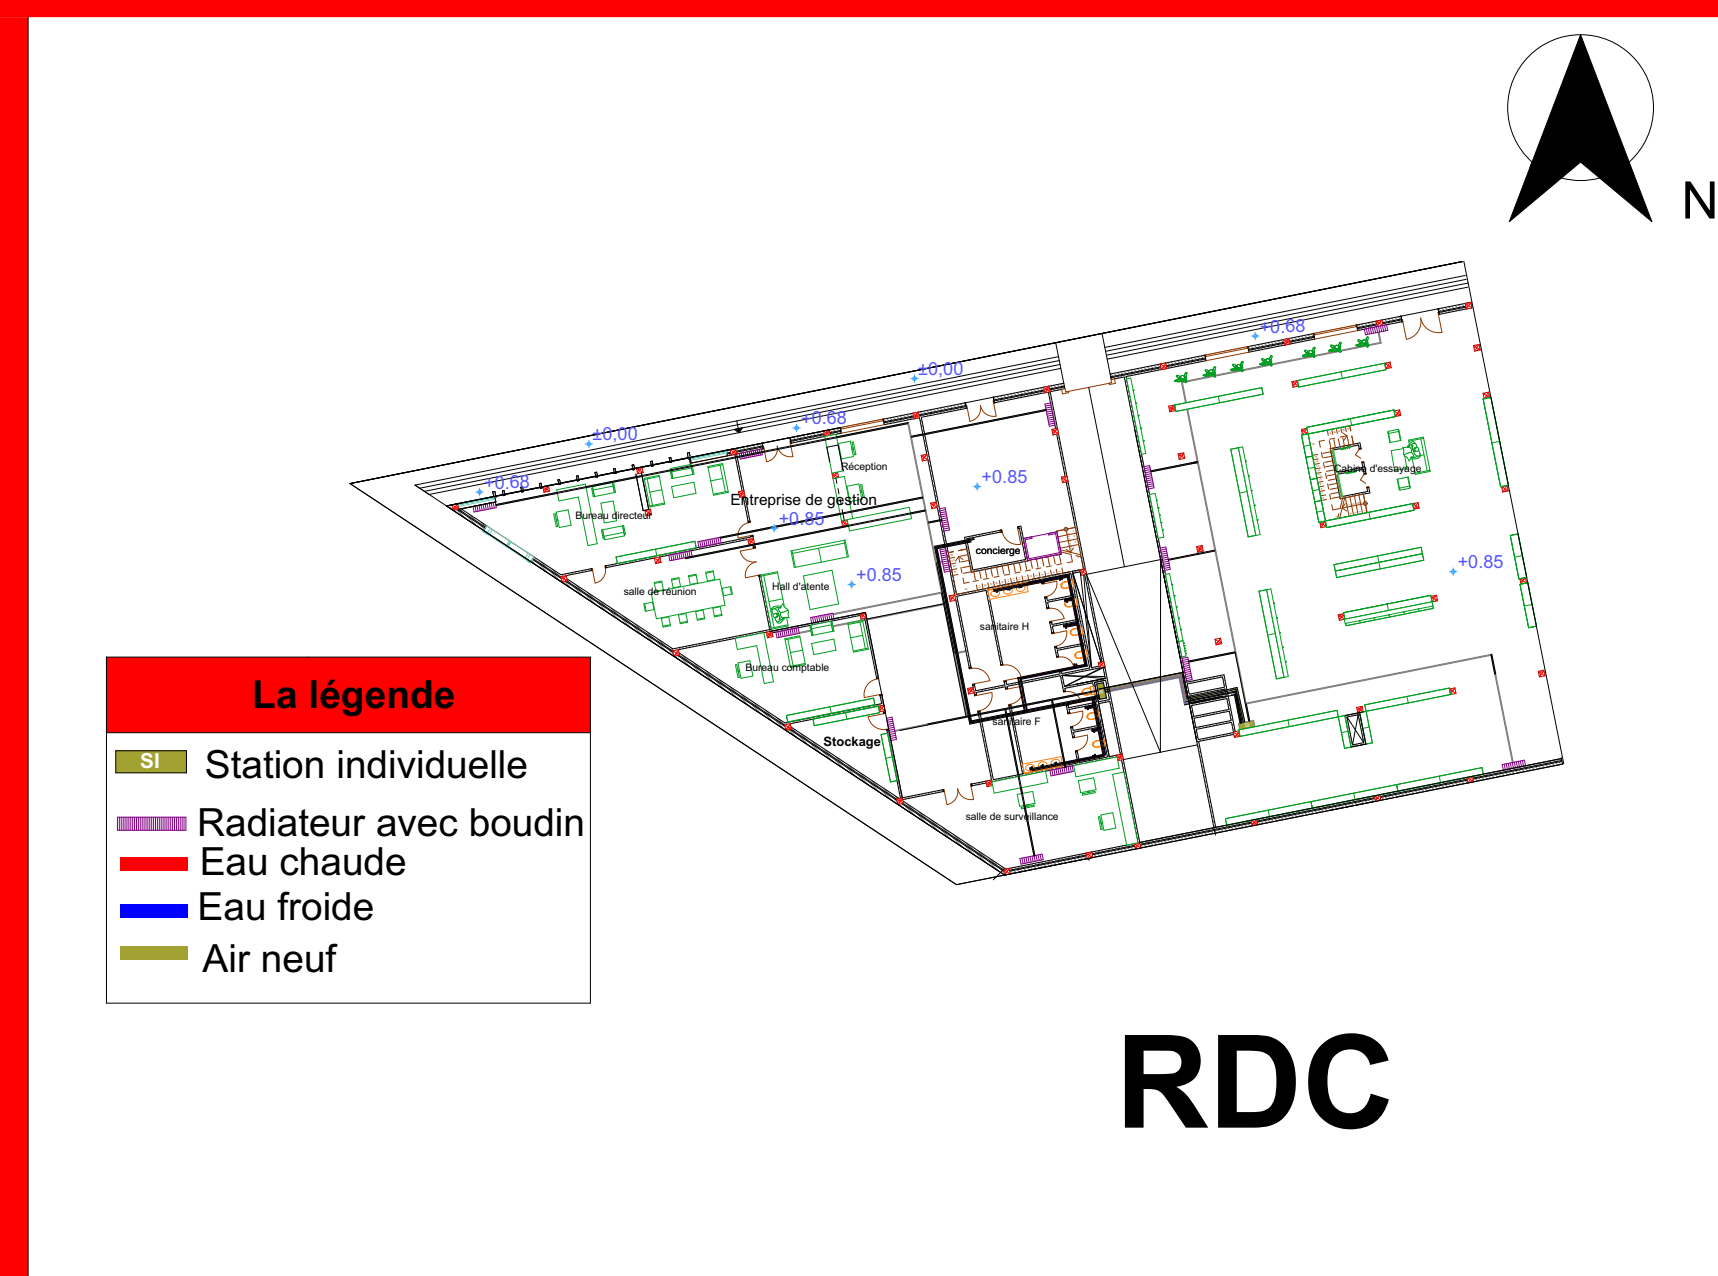 N
+0.68
±0,00
+0.68
±0,00
+0.68
Réception
Cabine d'essayage
+0.85
Entreprise de gestion
Bureau directeur
+0.85
concierge
+0.85
+0.85
Hall d'atente
salle de réunion
sanitaire H
Bureau comptable
sanitaire F
Stockage
salle de surveillance
La légende
SI
Station individuelle
Radiateur avec boudin
Eau chaude
Eau froide
Air neuf
RDC